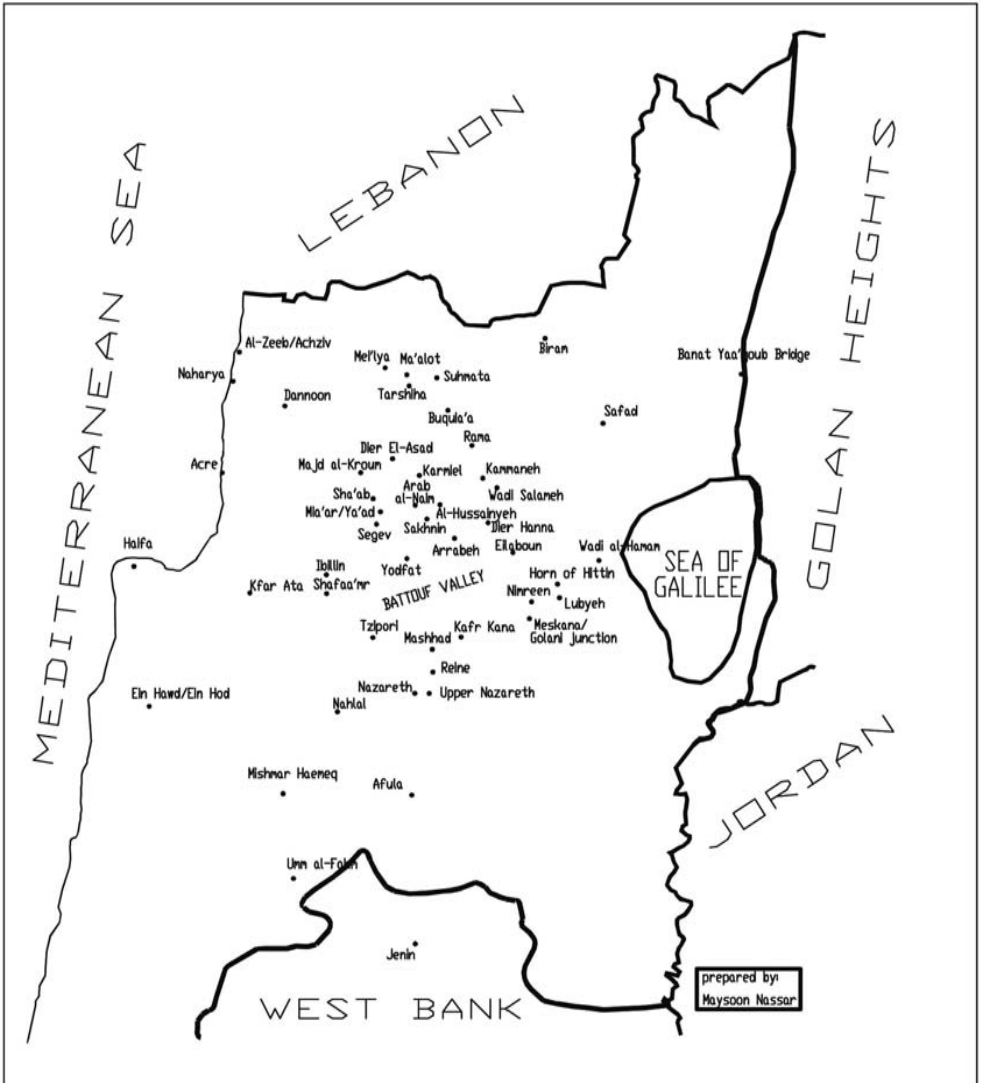 LEBANON
MEDITERRANEAN SEA
GOLAN HEIGHTS
Al-Zeeb/Achziv
Biram
Mei'lya
Ma'alot
Banat Yaa'qoub Bridge
Naharya
Suhmata
Dannoon
Tarshiha
Safad
Buquia'a
Rama
Dier El-Asad
Acre
Majd al-Kroum
Karmiel
Kammaneh
Arab
al-Naim
Sha'ab
Wadi Salameh
Mia'ar/Ya'ad
Al-Hussainyeh
Segev
Sakhnin
Dier Hanna
Arrabeh
Eilaboun
Wadi al-Hamam
Haifa
SEA OF
GALILEE
Ibillin
Yodfat
Horn of Hittin
Kfar Ata
Shafaa'mr
BATTOUF VALLEY
Nimreen
Lubyeh
Tzipori
Mashhad
Kafr Kana
Meskana/
Golani junction
Reine
Ein Hawd/Ein Hod
Nazareth
Upper Nazareth
Nahlal
JORDAN
Mishmar Haemeq
Afula
Umm al-Fahm
Jenin
WEST BANK
prepared by:
Maysoon Nassar